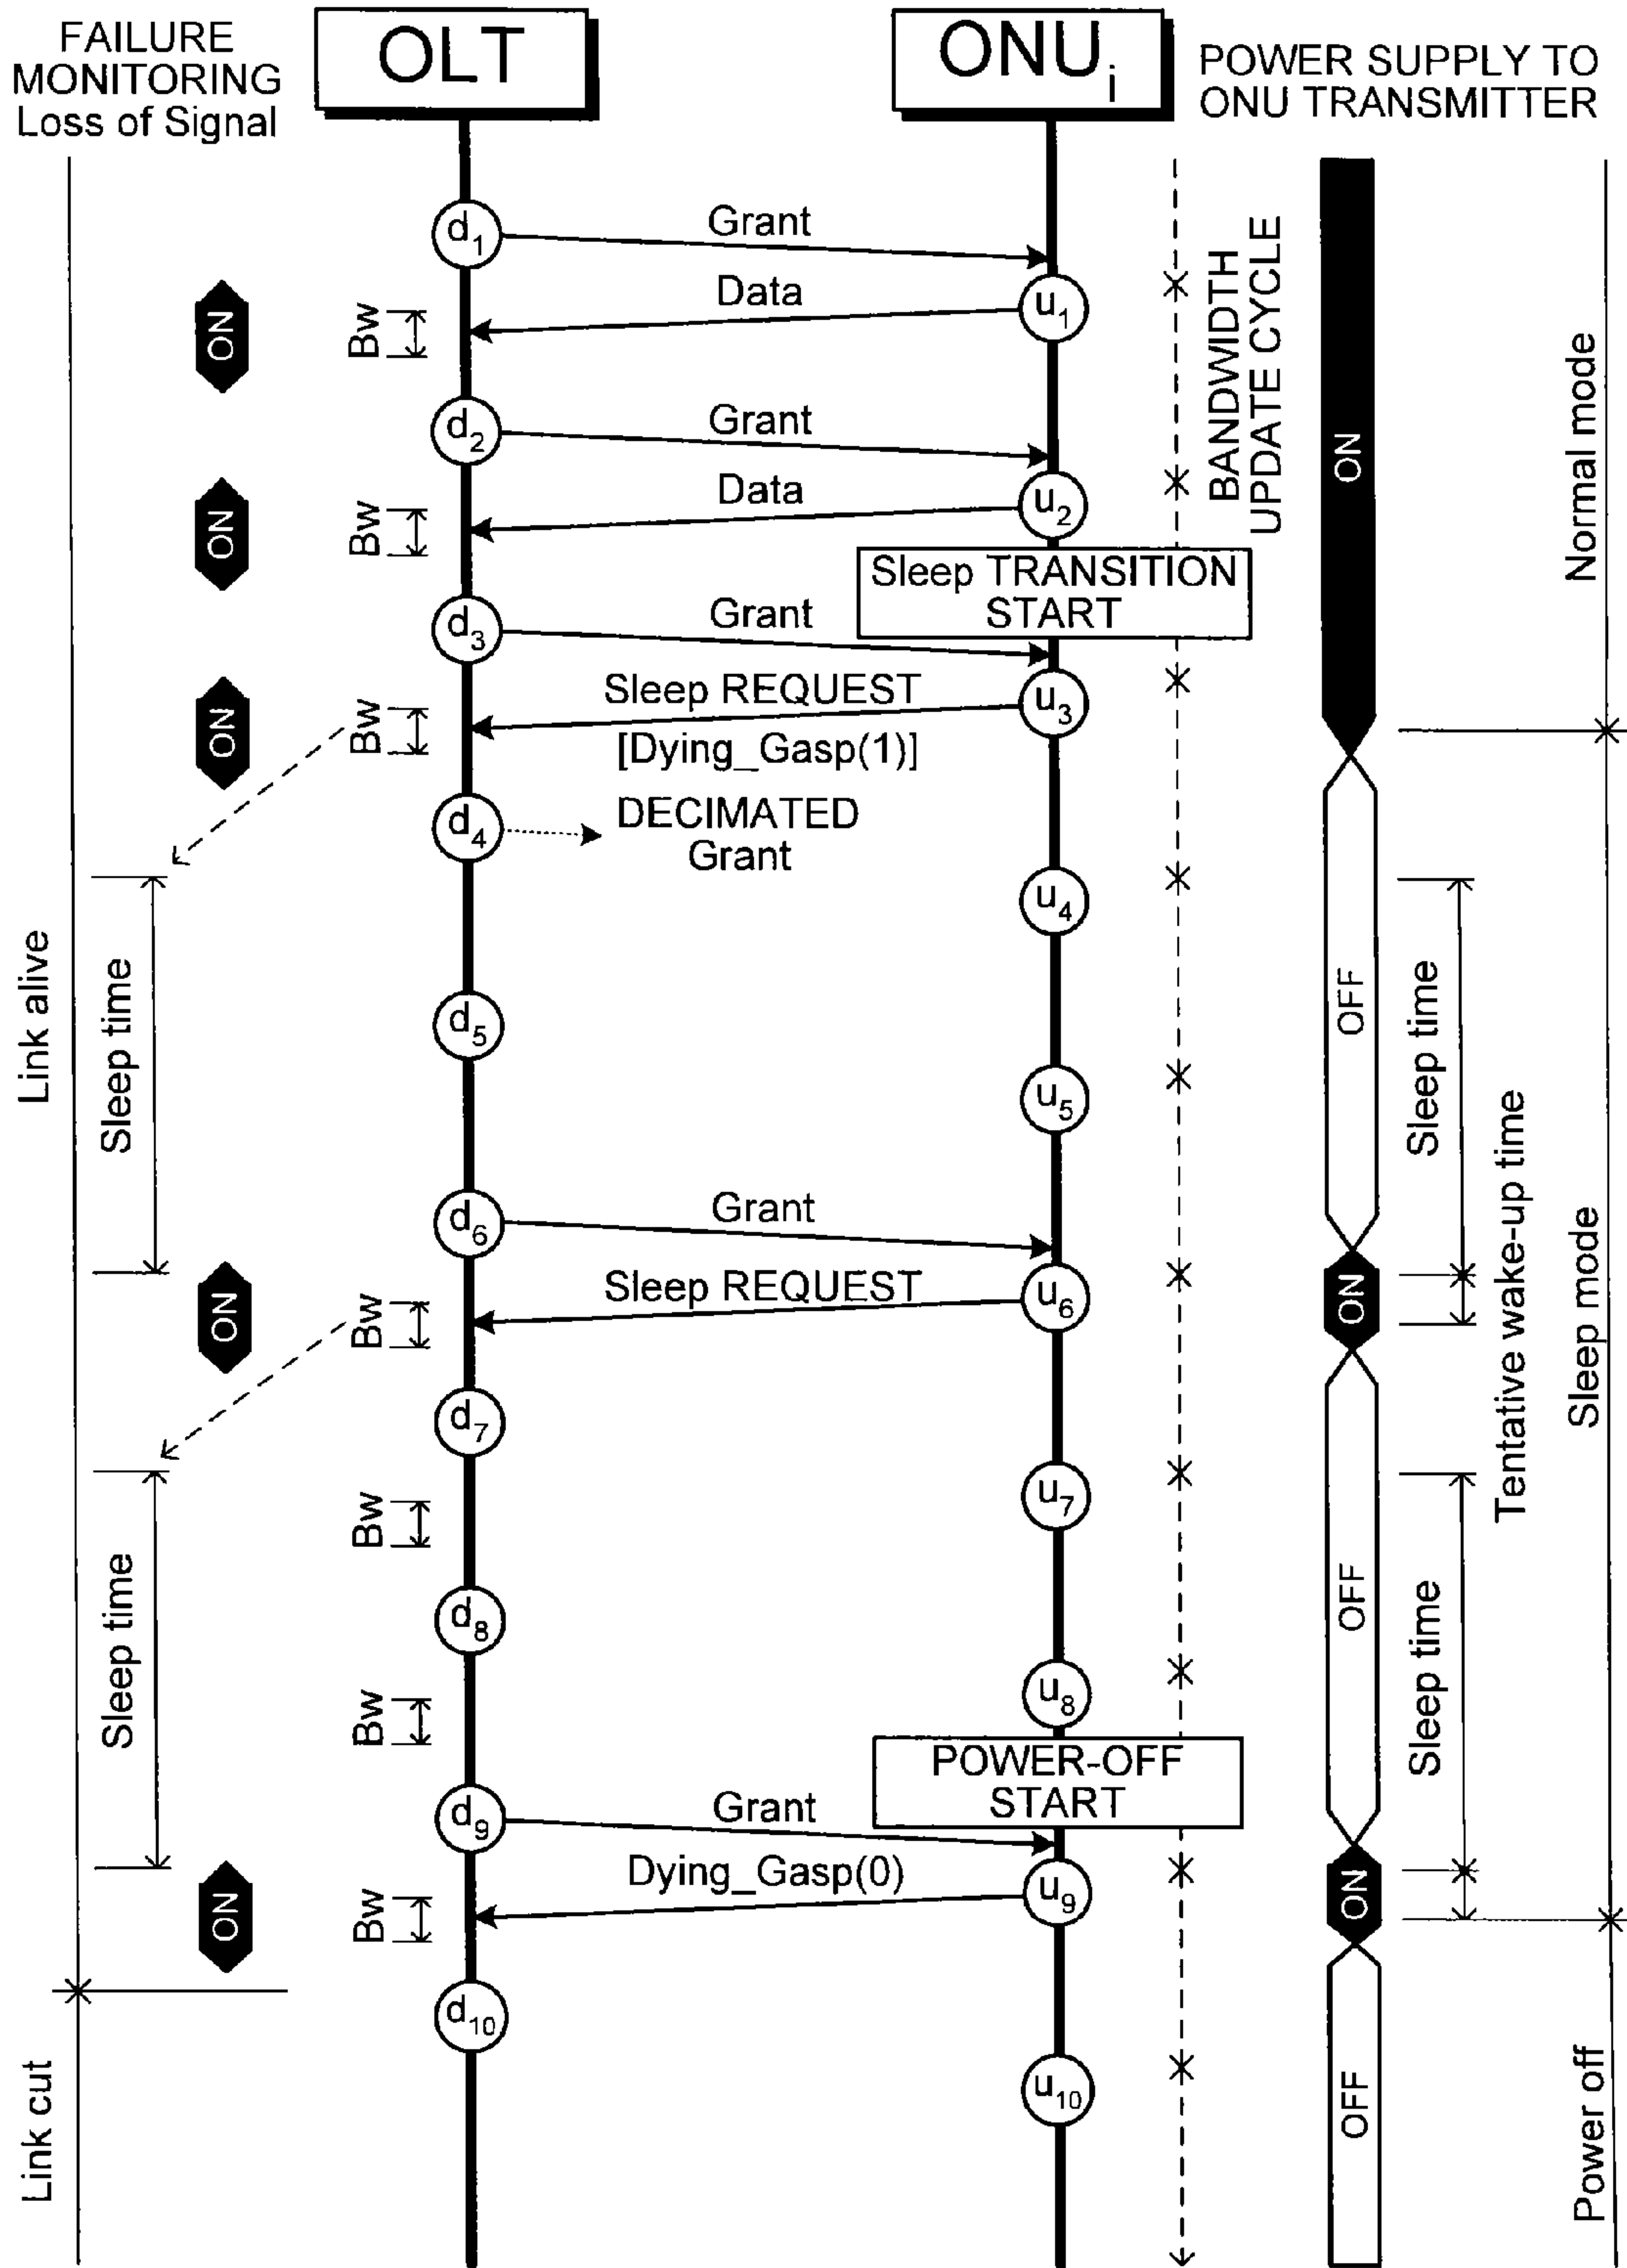 FAILURE
MONITORING
Loss of Signal
OLT
ONUi
POWER SUPPLY TO
ONU TRANSMITTER
d1
Grant
BANDWIDTH
UPDATE CYCLE
ON
Bw
Data
u1
d2
Grant
ON
Normal mode
ON
Bw
Data
u2
Sleep TRANSITION
START
d3
Grant
ON
Bw
Sleep REQUEST
[Dying_Gasp(1)]
u3
d4
DECIMATED
Grant
u4
Link alive
Sleep time
d5
OFF
Sleep time
u5
Tentative wake-up time
Sleep mode
d6
Grant
ON
Bw
Sleep REQUEST
u6
ON
d7
Bw
u7
Sleep time
d8
OFF
Sleep time
Bw
u8
POWER-OFF
START
d9
Grant
ON
Bw
Dying_Gasp(0)
u9
ON
d10
Link cut
u10
OFF
Power off